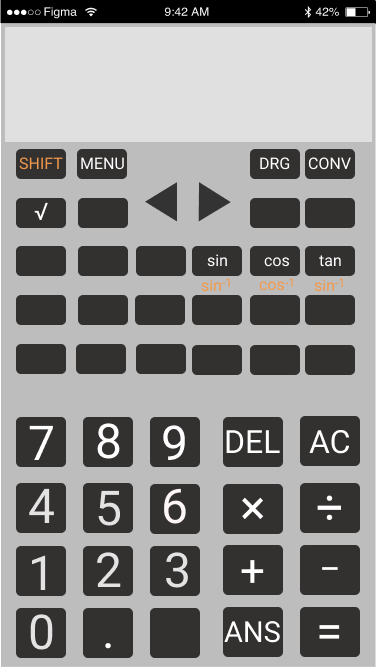 Figma 9:42 AM 42%
SHIFT MENU DRG CONV
√
sin cos tan
sin-1 cos-1 sin-1
7 8 9 DEL AC
4 5 6 × ÷
1 2 3 + −
0 . ANS =